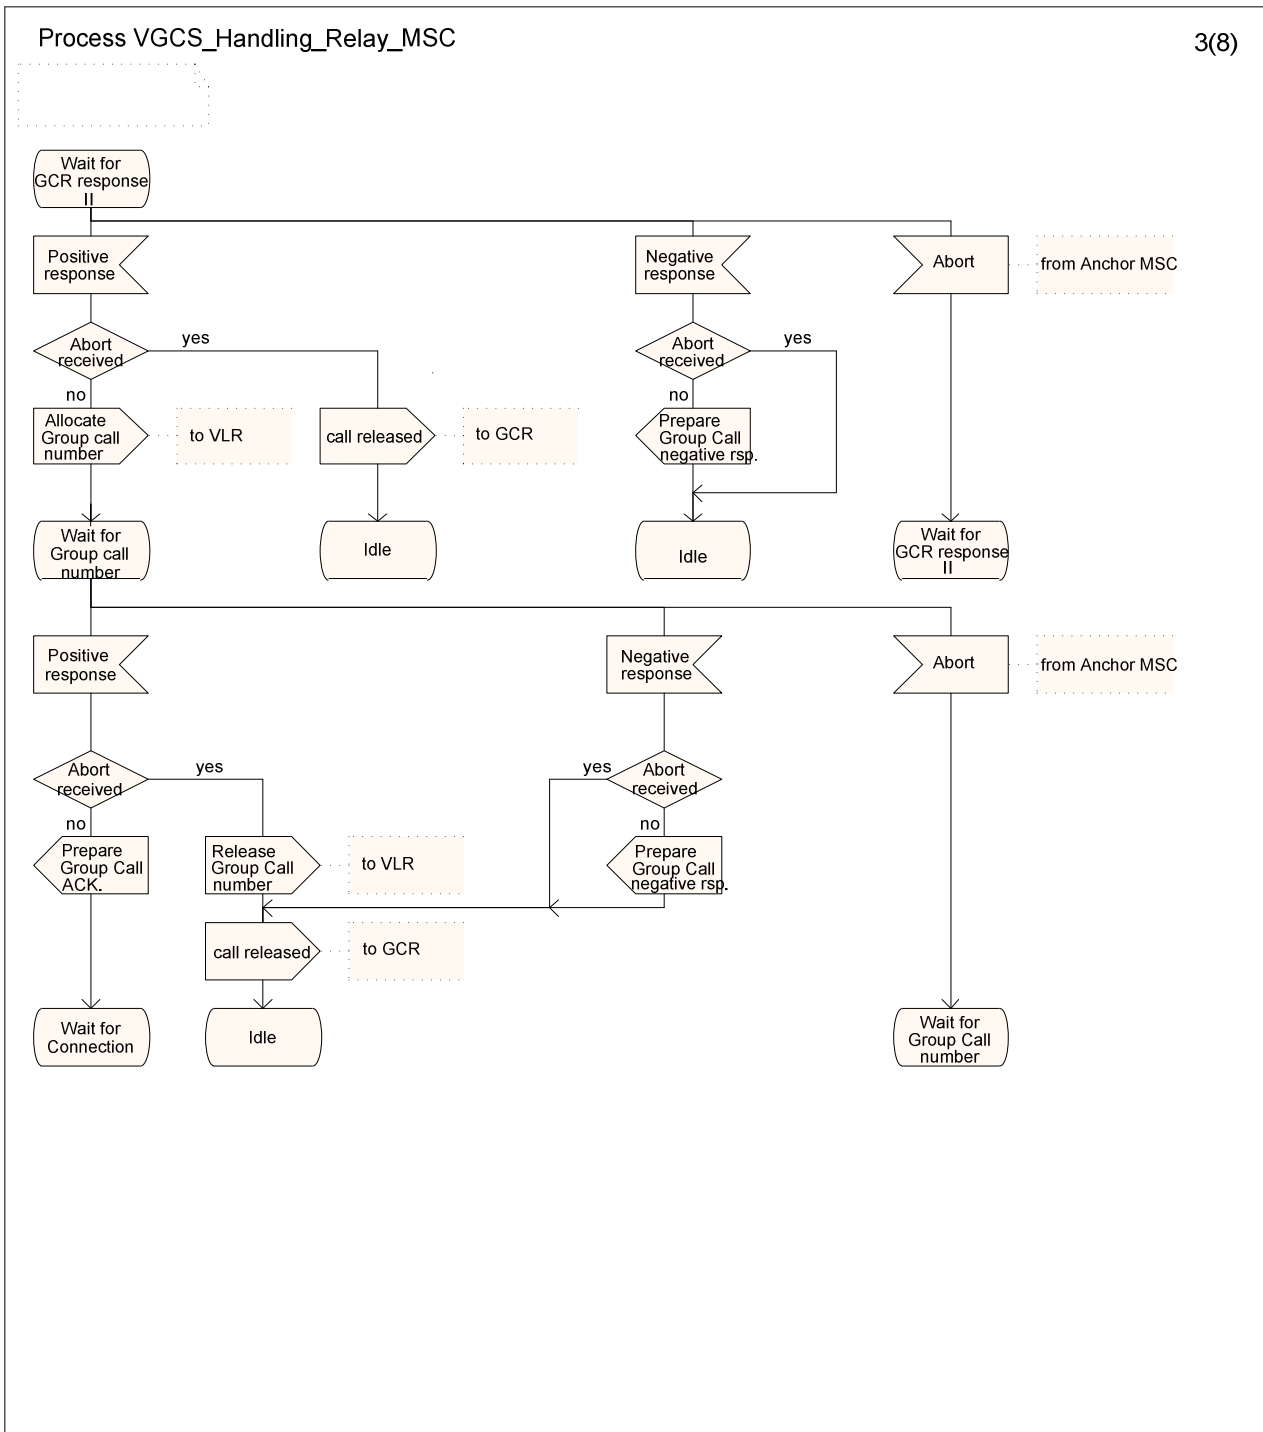 Process VGCS_Handling_Relay_MSC
3(8)
Wait for
GCR response
II
Positive
response
Negative
response
Abort
from Anchor MSC
Abort
received
yes
no
Abort
received
yes
no
Allocate
Group call
number
to VLR
call released
to GCR
Prepare
Group Call
negative rsp.
Wait for
Group call
number
Idle
Idle
Wait for
GCR response
II
Positive
response
Negative
response
Abort
from Anchor MSC
Abort
received
yes
no
yes
Abort
received
no
Prepare
Group Call
ACK.
Release
Group Call
number
to VLR
Prepare
Group Call
negative rsp.
call released
to GCR
Wait for
Connection
Idle
Wait for
Group Call
number